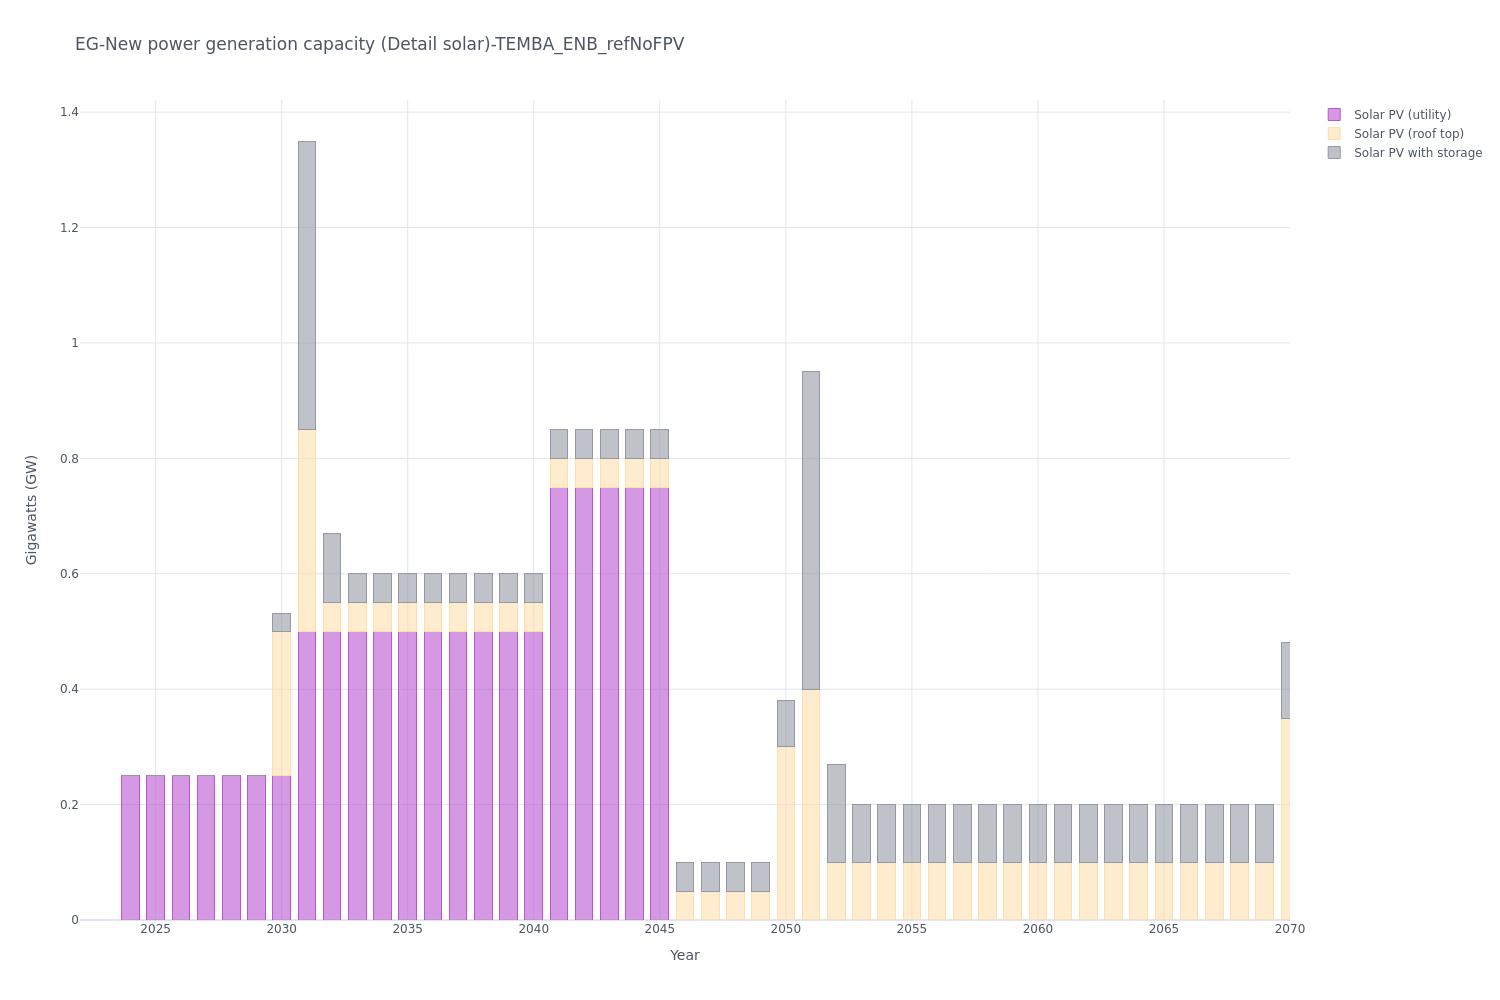 EG-New power generation capacity (Detail solar)-TEMBA_ENB_refNoFPV
Solar PV (utility)
Solar PV (roof top)
Solar PV with storage
Gigawatts (GW)
1.4
1.2
1
0.8
0.6
0.4
0.2
0
2025 2030 2035 2040 2045 2050 2055 2060 2065 2070
Year